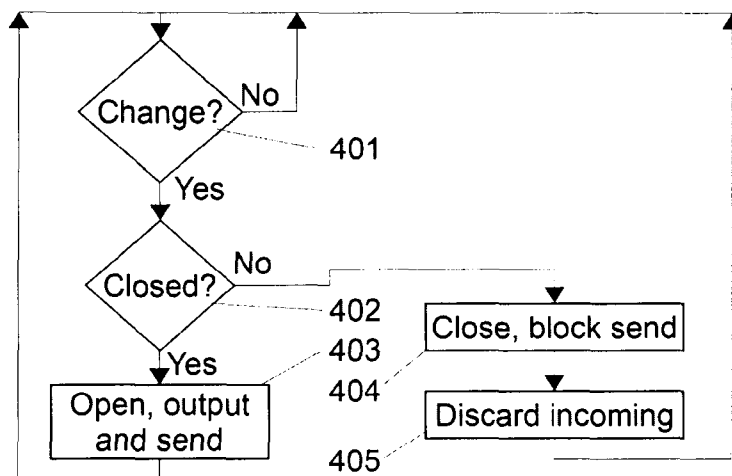 Change?
No
401
Yes
Closed?
No
402
Close, block send
Yes
403
404
Open, output
and send
Discard incoming
405